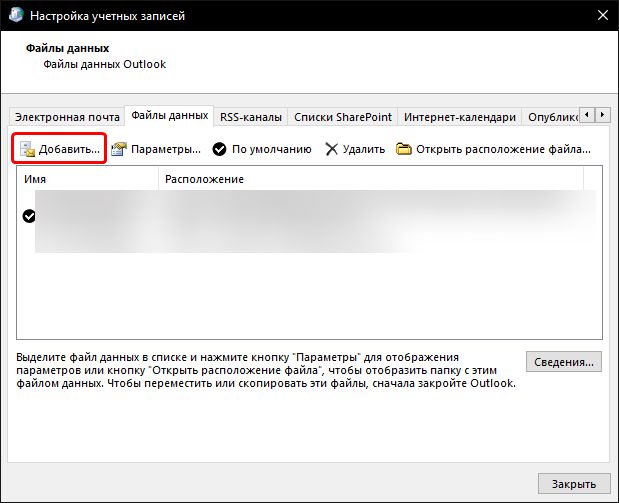 Настройка учетных записей
Файлы данных
Файлы данных Outlook
Электронная почта Файлы данных RSS-каналы Списки SharePoint Интернет-календари Опублико
Добавить... Параметры... По умолчанию Удалить Открыть расположение файла...
Имя Расположение
Выделите файл данных в списке и нажмите кнопку "Параметры" для отображения
параметров или кнопку "Открыть расположение файла", чтобы отобразить папку с этим
файлом данных. Чтобы переместить или скопировать эти файлы, сначала закройте Outlook.
Сведения...
Закрыть